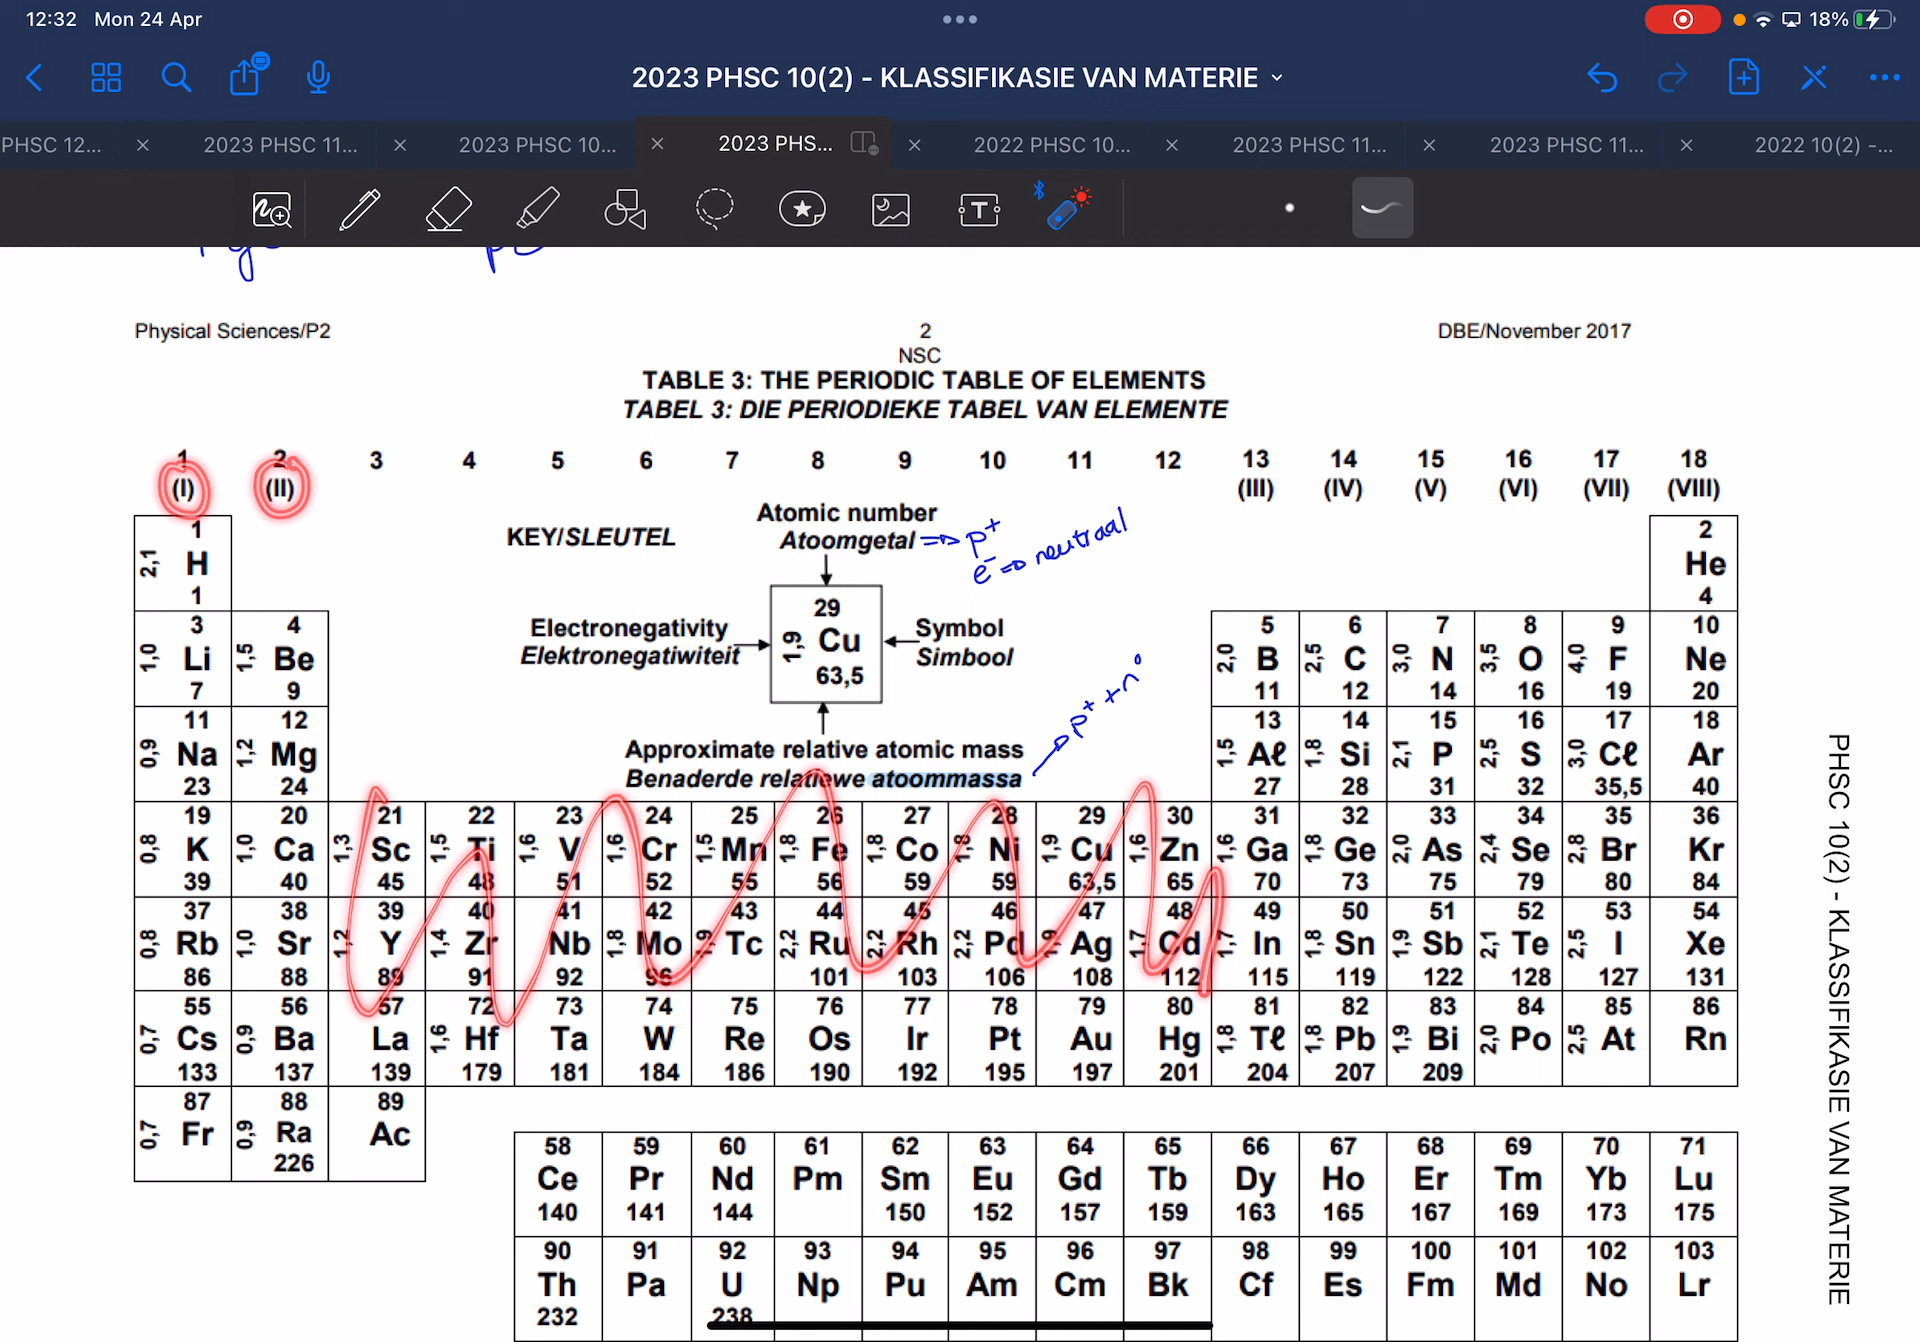 12:32 Mon 24 Apr
18%
2023 PHSC 10(2) - KLASSIFIKASIE VAN MATERIE
PHSC 12... 2023 PHSC 11... 2023 PHSC 10... 2023 PHS... 2022 PHSC 10... 2023 PHSC 11... 2023 PHSC 11... 2022 10(2) -...
Physical Sciences/P2 2 DBE/November 2017
NSC
TABLE 3: THE PERIODIC TABLE OF ELEMENTS
TABEL 3: DIE PERIODIEKE TABEL VAN ELEMENTE
1 2 3 4 5 6 7 8 9 10 11 12 13 14 15 16 17 18
(I) (II) (III) (IV) (V) (VI) (VII) (VIII)
KEY/SLEUTEL
Atomic number
Atoomgetal ⇒ p⁺
e⁻ ⇒ neutraal
29
1,9 Cu
63,5
Electronegativity
Elektronegatiwiteit
Symbol
Simbool
Approximate relative atomic mass
Benaderde relatiewe atoommassa
p⁺ + n⁰
1 2
2,1 H He
1 4
3 4 5 6 7 8 9 10
1,0 Li 1,5 Be 2,0 B 2,5 C 3,0 N 3,5 O 4,0 F Ne
7 9 11 12 14 16 19 20
11 12 13 14 15 16 17 18
0,9 Na 1,2 Mg 1,5 Aℓ 1,8 Si 2,1 P 2,5 S 3,0 Cℓ Ar
23 24 27 28 31 32 35,5 40
19 20 21 22 23 24 25 26 27 28 29 30 31 32 33 34 35 36
0,8 K 1,0 Ca 1,3 Sc 1,5 Ti 1,6 V 1,6 Cr 1,5 Mn 1,8 Fe 1,8 Co 1,8 Ni 1,9 Cu 1,6 Zn 1,6 Ga 1,8 Ge 2,0 As 2,4 Se 2,8 Br Kr
39 40 45 48 51 52 55 56 59 59 63,5 65 70 73 75 79 80 84
37 38 39 40 41 42 43 44 45 46 47 48 49 50 51 52 53 54
0,8 Rb 1,0 Sr 1,2 Y 1,4 Zr Nb 1,8 Mo 1,9 Tc 2,2 Ru 2,2 Rh 2,2 Pd 1,9 Ag 1,7 Cd 1,7 In 1,8 Sn 1,9 Sb 2,1 Te 2,5 I Xe
86 88 89 91 92 96 101 103 106 108 112 115 119 122 128 127 131
55 56 57 72 73 74 75 76 77 78 79 80 81 82 83 84 85 86
0,7 Cs 0,9 Ba La 1,6 Hf Ta W Re Os Ir Pt Au Hg 1,8 Tℓ 1,8 Pb 1,9 Bi 2,0 Po 2,5 At Rn
133 137 139 179 181 184 186 190 192 195 197 201 204 207 209
87 88 89
0,7 Fr 0,9 Ra Ac
226
58 59 60 61 62 63 64 65 66 67 68 69 70 71
Ce Pr Nd Pm Sm Eu Gd Tb Dy Ho Er Tm Yb Lu
140 141 144 150 152 157 159 163 165 167 169 173 175
90 91 92 93 94 95 96 97 98 99 100 101 102 103
Th Pa U Np Pu Am Cm Bk Cf Es Fm Md No Lr
232 238
PHSC 10(2) - KLASSIFIKASIE VAN MATERIE